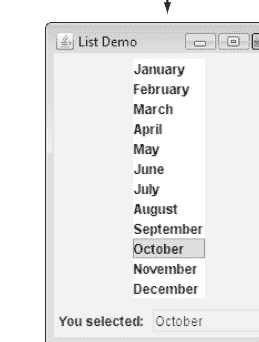 List Demo
January
February
March
April
May
June
July
August
September
October
November
December
You selected: October